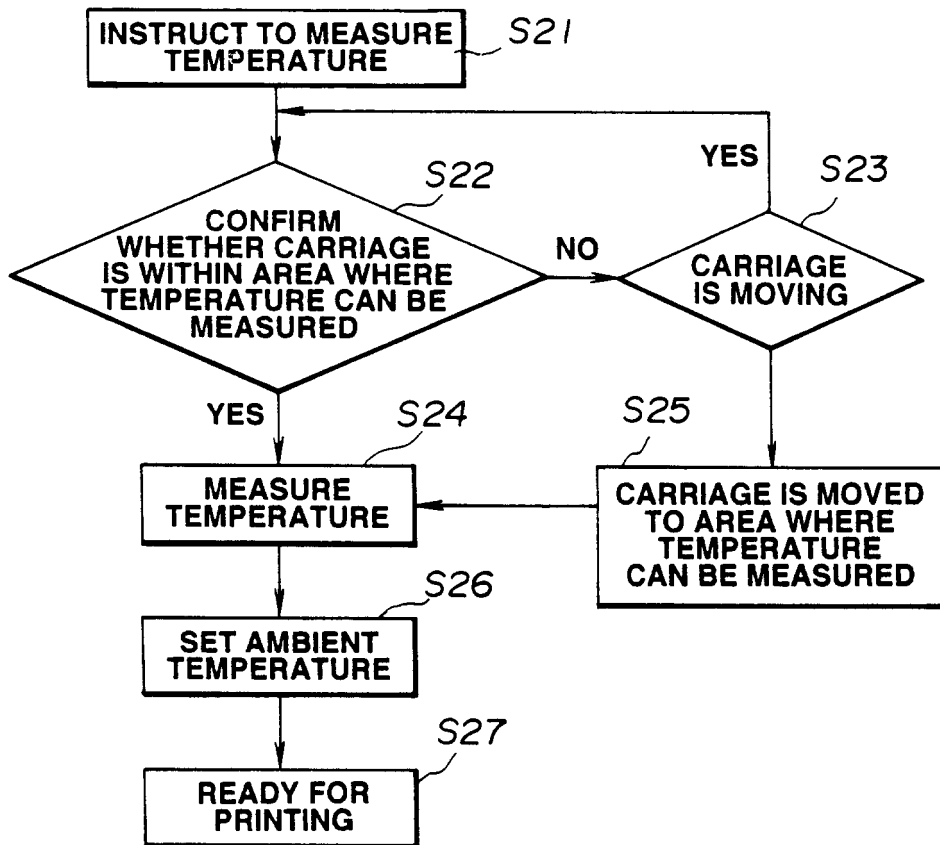 INSTRUCT TO MEASURE
TEMPERATURE
S21
YES
S22
S23
CONFIRM
WHETHER CARRIAGE
IS WITHIN AREA WHERE
TEMPERATURE CAN BE
MEASURED
NO
CARRIAGE
IS MOVING
YES
S24
S25
MEASURE
TEMPERATURE
CARRIAGE IS MOVED
TO AREA WHERE
TEMPERATURE
CAN BE MEASURED
S26
SET AMBIENT
TEMPERATURE
S27
READY FOR
PRINTING